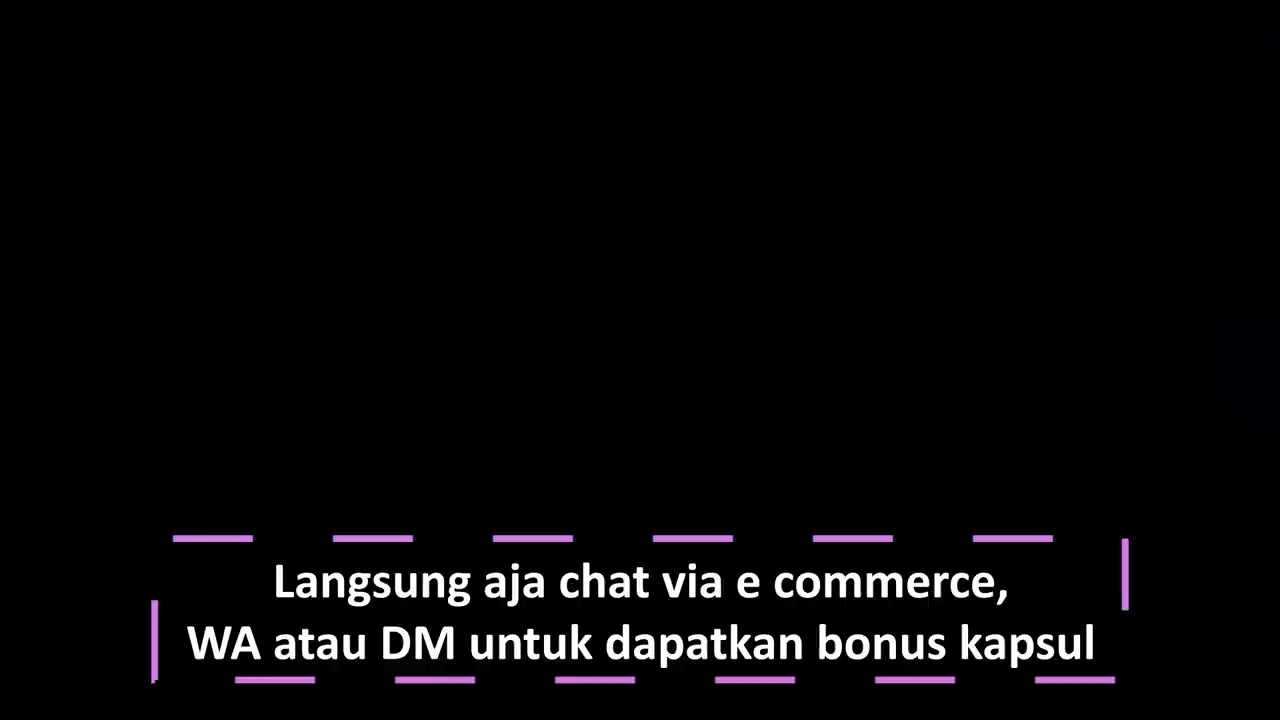 Langsung aja chat via e commerce,
WA atau DM untuk dapatkan bonus kapsul